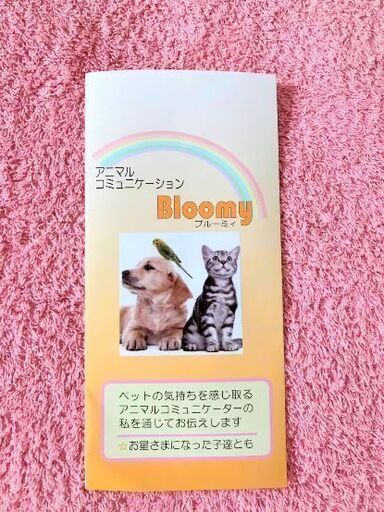 アニマル
コミュニケーション
Bloomy
ブルーミィ
ペットの気持ちを感じ取る
アニマルコミュニケーターの
私を通じてお伝えします
☆お星さまになった子達とも